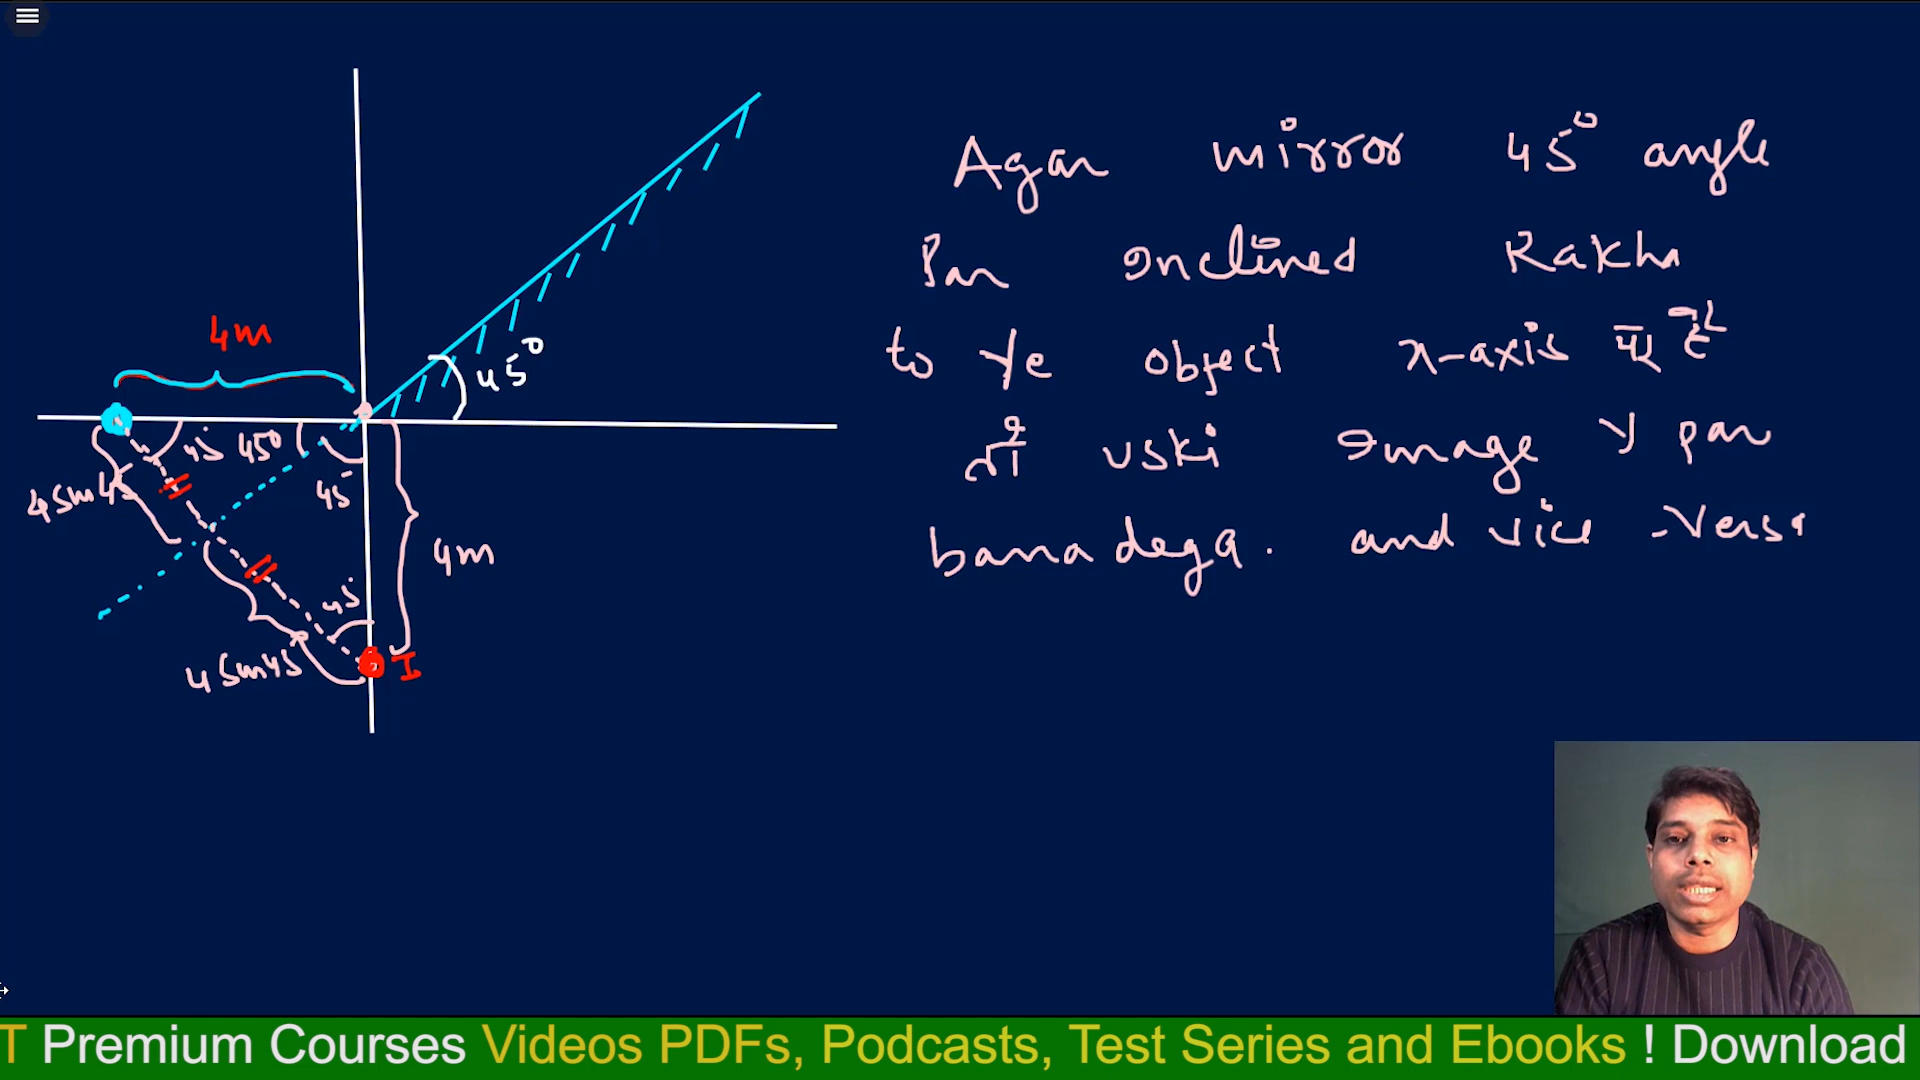 Agar mirror 45° angle
Par Inclined Rakha
to ye object x-axis पर है
तो uski Image y par
bana dega. and vice-versa
4m
45°
45 45°
45
4 sin 45
4m
45
4 sin 45
I
T Premium Courses Videos PDFs, Podcasts, Test Series and Ebooks ! Download